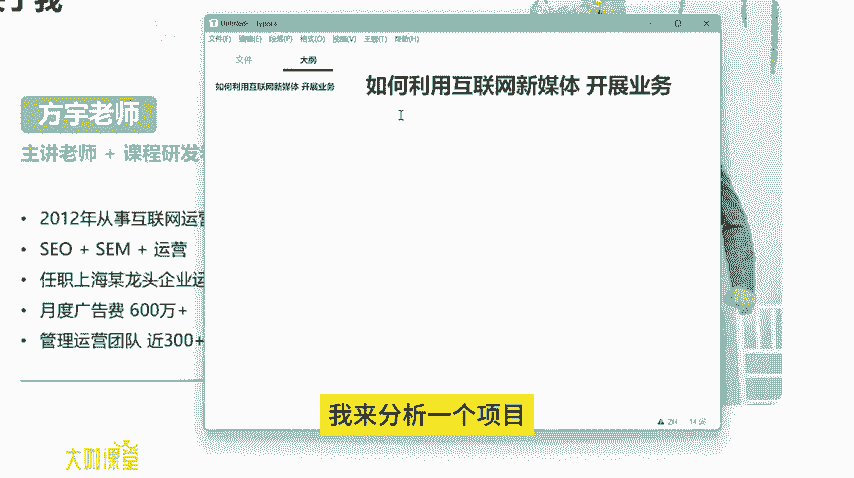 于我
万宇老师
主讲老师 + 课程研发
2012年从事互联网运营
SEO + SEM + 运营
任职上海某龙头企业运
月度广告费 600万+
管理运营团队 近300+
大咖课堂
Untitled - Typora
文件(F) 编辑(E) 段落(P) 格式(O) 视图(V) 主题(T) 帮助(H)
文件 大纲
如何利用互联网新媒体 开展业务
如何利用互联网新媒体 开展业务
我来分析一个项目